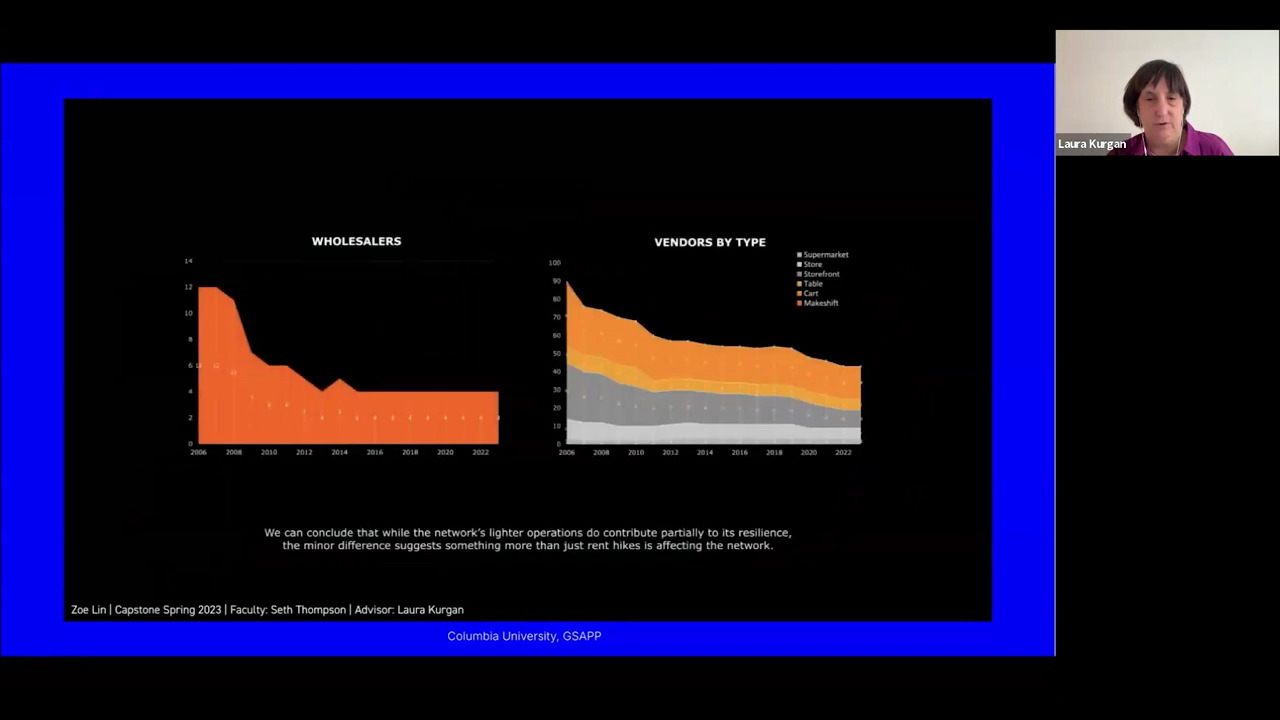 Laura Kurgan
WHOLESALERS
14
12
10
8
6
4
2
0
2006 2008 2010 2012 2014 2016 2018 2020 2022
VENDORS BY TYPE
Supermarket
Store
Storefront
Table
Cart
Makeshift
100
90
80
70
60
50
40
30
20
10
0
2006 2008 2010 2012 2014 2016 2018 2020 2022
We can conclude that while the network's lighter operations do contribute partially to its resilience,
the minor difference suggests something more than just rent hikes is affecting the network.
Zoe Lin | Capstone Spring 2023 | Faculty: Seth Thompson | Advisor: Laura Kurgan
Columbia University, GSAPP